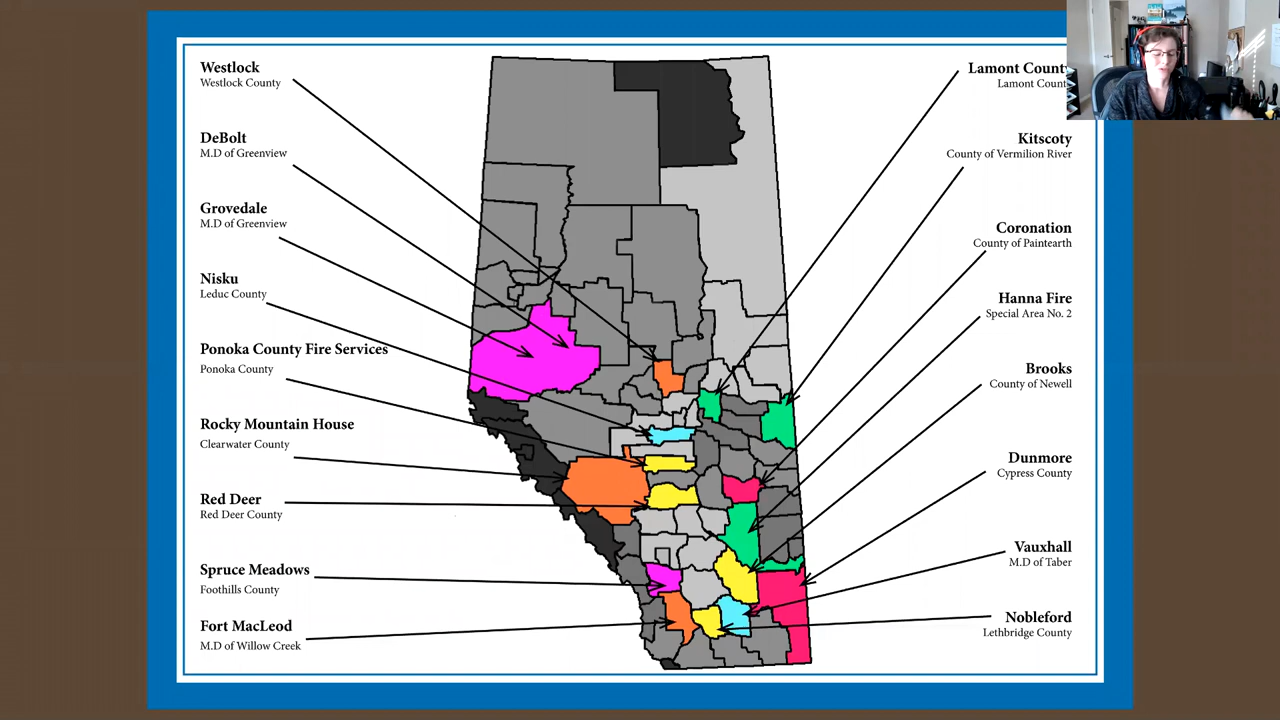 Westlock
Westlock County
DeBolt
M.D of Greenview
Grovedale
M.D of Greenview
Nisku
Leduc County
Ponoka County Fire Services
Ponoka County
Rocky Mountain House
Clearwater County
Red Deer
Red Deer County
Spruce Meadows
Foothills County
Fort MacLeod
M.D of Willow Creek
Lamont County
Lamont County
Kitscoty
County of Vermilion River
Coronation
County of Paintearth
Hanna Fire
Special Area No. 2
Brooks
County of Newell
Dunmore
Cypress County
Vauxhall
M.D of Taber
Nobleford
Lethbridge County